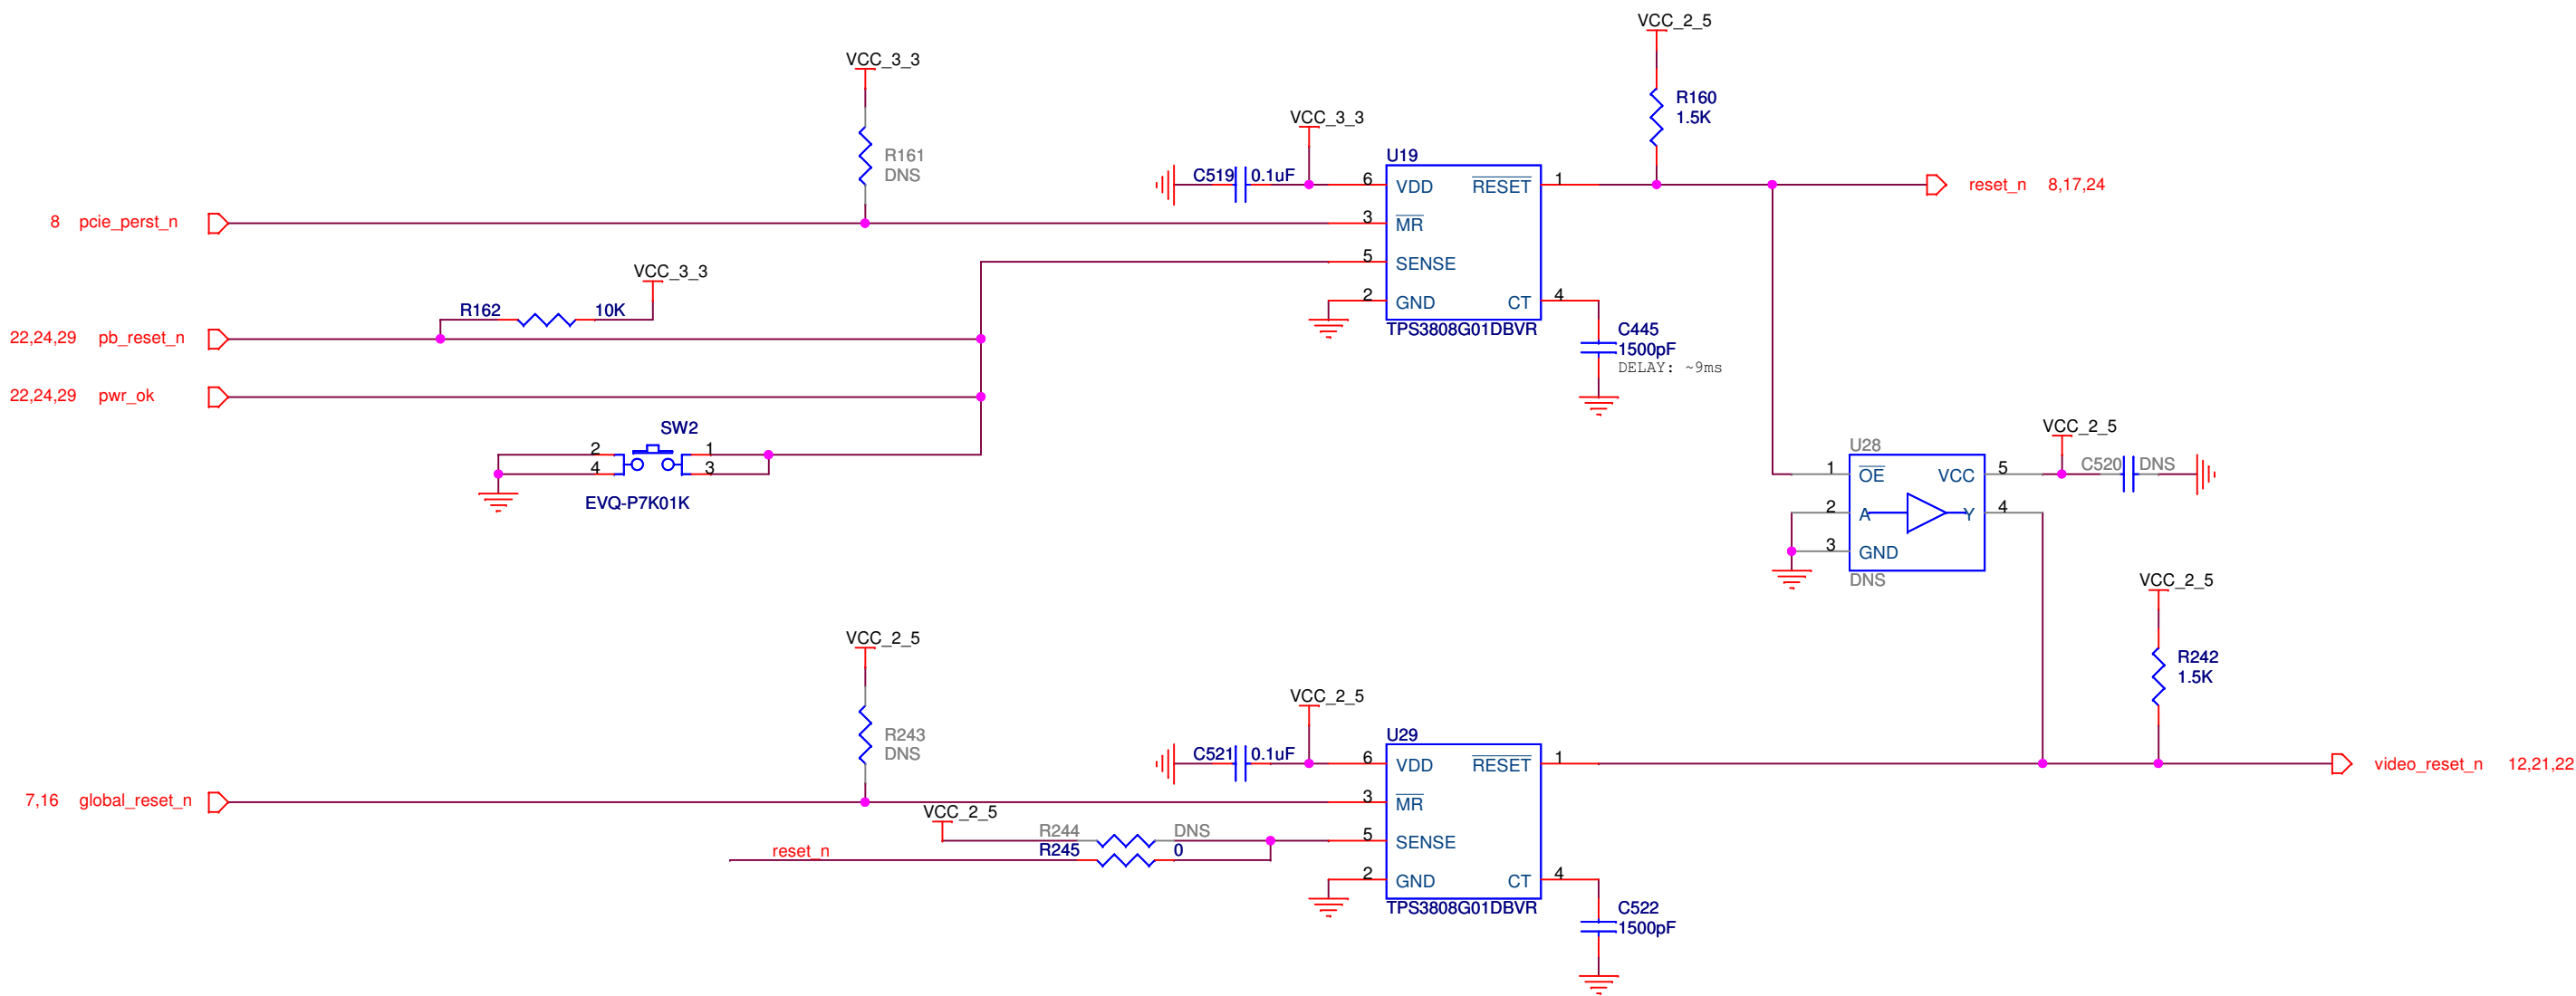 VCC_2_5
VCC_3_3
R160
1.5K
VCC_3_3
U19
R161
DNS
C519 0.1uF
6 VDD RESET 1
reset_n 8,17,24
8 pcie_perst_n
3 MR
5 SENSE
VCC_3_3
2 GND CT 4
R162 10K
TPS3808G01DBVR
C445
1500pF
DELAY: ~9ms
22,24,29 pb_reset_n
22,24,29 pwr_ok
SW2
2 1
4 3
EVQ-P7K01K
VCC_2_5
U28
C520 DNS
1 OE VCC 5
2 A Y 4
3 GND
DNS
VCC_2_5
R242
1.5K
VCC_2_5
VCC_2_5
U29
R243
DNS
C521 0.1uF
6 VDD RESET 1
video_reset_n 12,21,22
7,16 global_reset_n
3 MR
VCC_2_5
R244 DNS
5 SENSE
reset_n
R245 0
2 GND CT 4
TPS3808G01DBVR
C522
1500pF